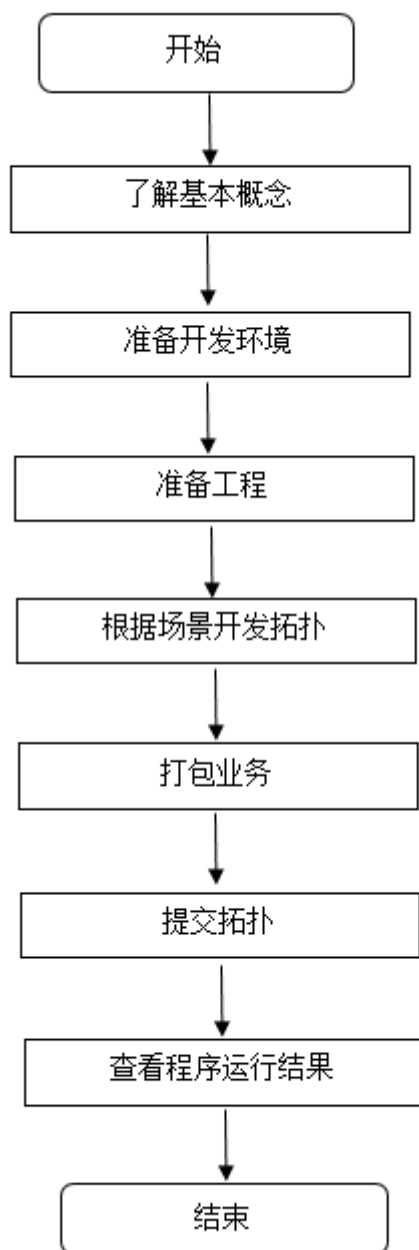 开始
了解基本概念
准备开发环境
准备工程
根据场景开发拓扑
打包业务
提交拓扑
查看程序运行结果
结束